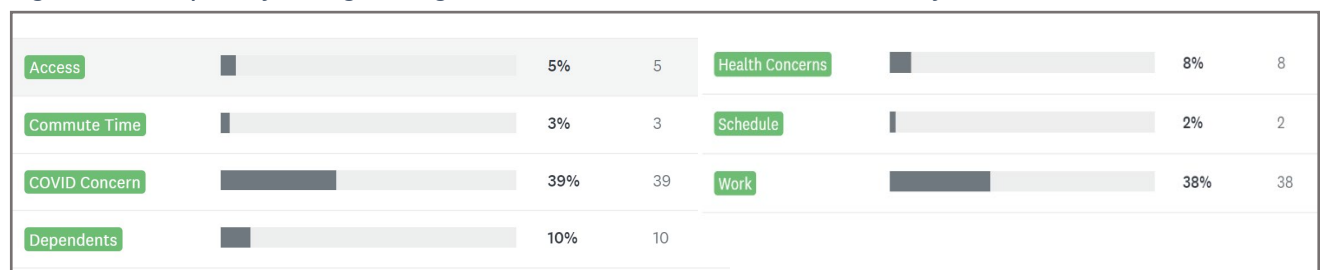 Access 5% 5
Commute Time 3% 3
COVID Concern 39% 39
Dependents 10% 10
Health Concerns 8% 8
Schedule 2% 2
Work 38% 38